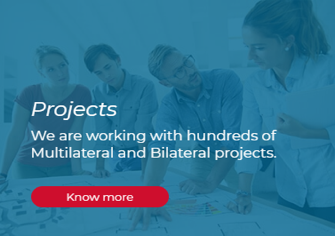 Projects
We are working with hundreds of
Multilateral and Bilateral projects.
Know more